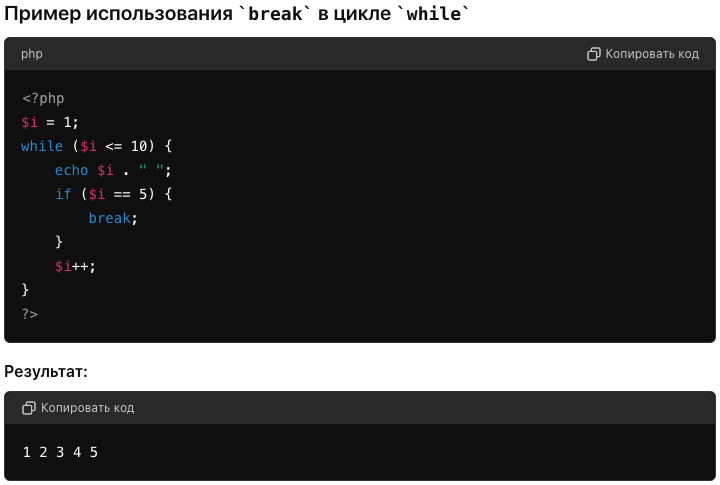 Пример использования `break` в цикле `while`
php
Копировать код
<?php
$i = 1;
while ($i <= 10) {
    echo $i . " ";
    if ($i == 5) {
        break;
    }
    $i++;
}
?>
Результат:
Копировать код
1 2 3 4 5